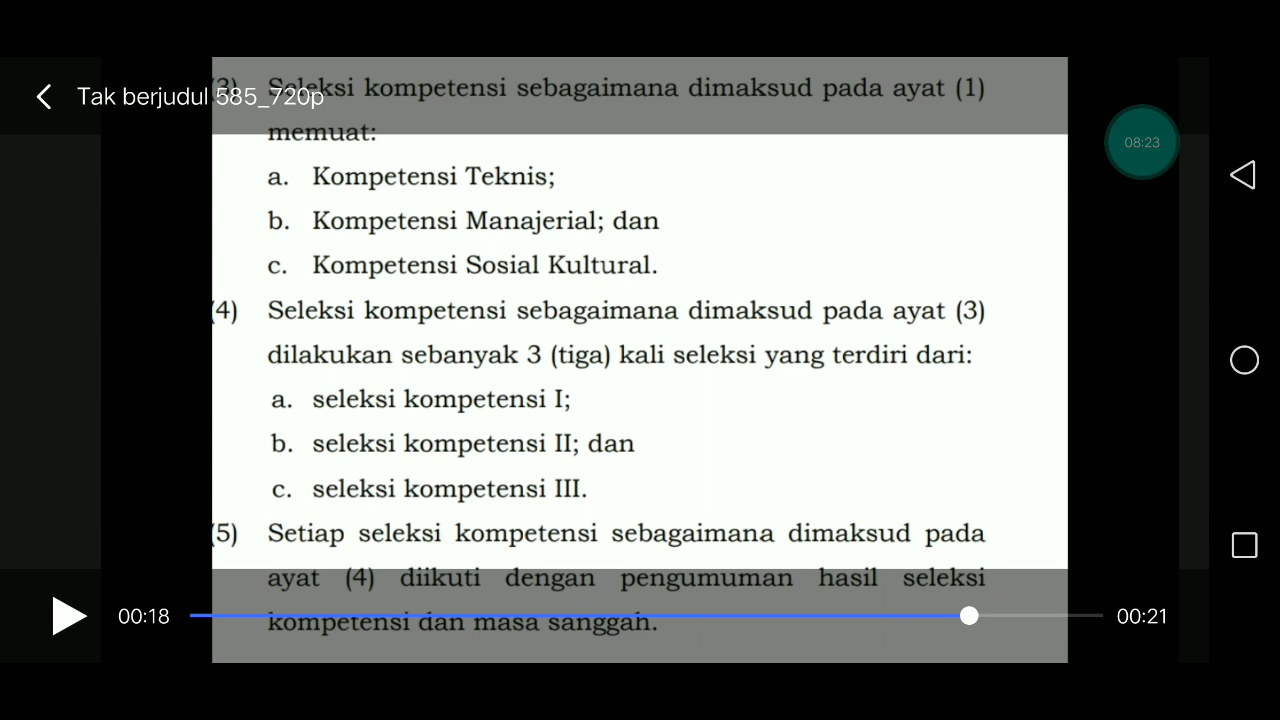 (3) Seleksi kompetensi sebagaimana dimaksud pada ayat (1)
Tak berjudul 585_720p
memuat:
08:23
a. Kompetensi Teknis;
b. Kompetensi Manajerial; dan
c. Kompetensi Sosial Kultural.
(4) Seleksi kompetensi sebagaimana dimaksud pada ayat (3)
dilakukan sebanyak 3 (tiga) kali seleksi yang terdiri dari:
a. seleksi kompetensi I;
b. seleksi kompetensi II; dan
c. seleksi kompetensi III.
(5) Setiap seleksi kompetensi sebagaimana dimaksud pada
ayat (4) diikuti dengan pengumuman hasil seleksi
kompetensi dan masa sanggah.
00:18
00:21